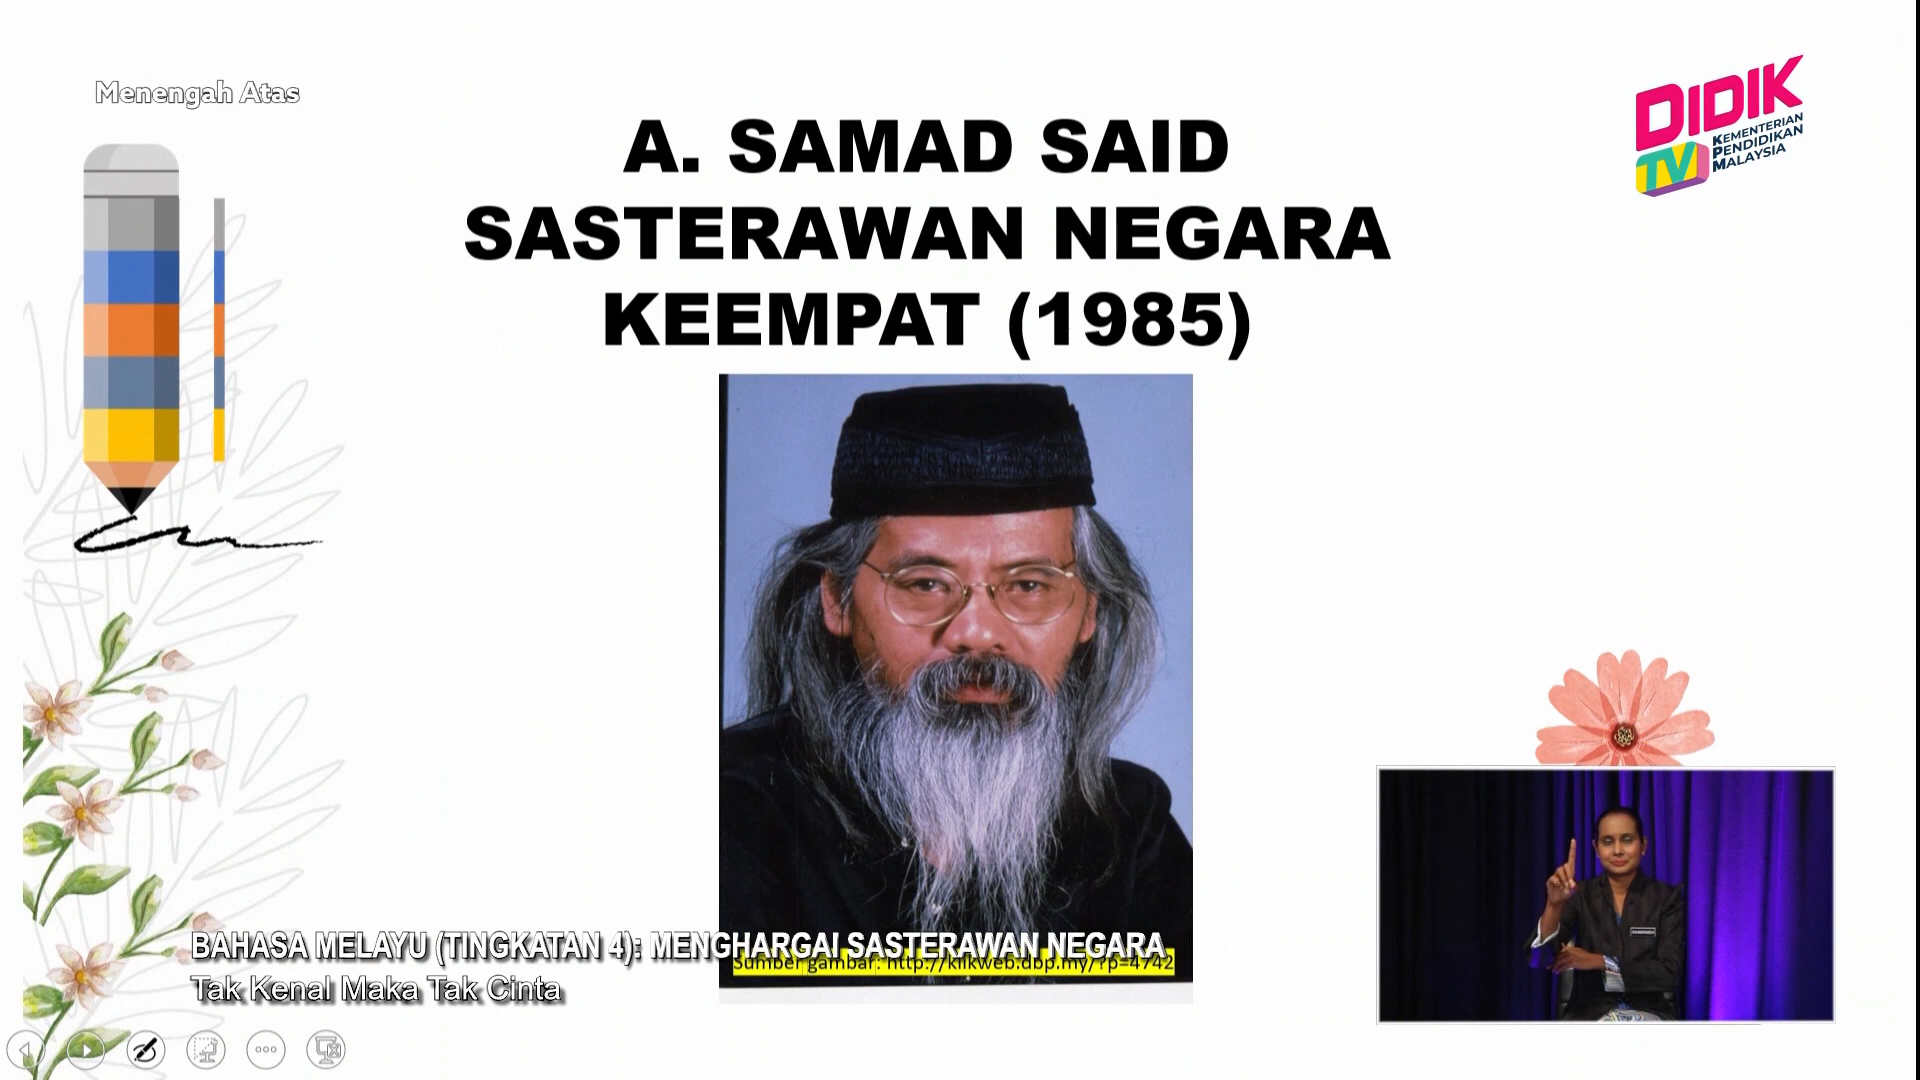 Menengah Atas
DIDIK
TV
KEMENTERIAN
PENDIDIKAN
MALAYSIA
A. SAMAD SAID
SASTERAWAN NEGARA
KEEMPAT (1985)
BAHASA MELAYU (TINGKATAN 4): MENGHARGAI SASTERAWAN NEGARA
Sumber gambar: http://klikweb.dbp.my/?p=4742
Tak Kenal Maka Tak Cinta